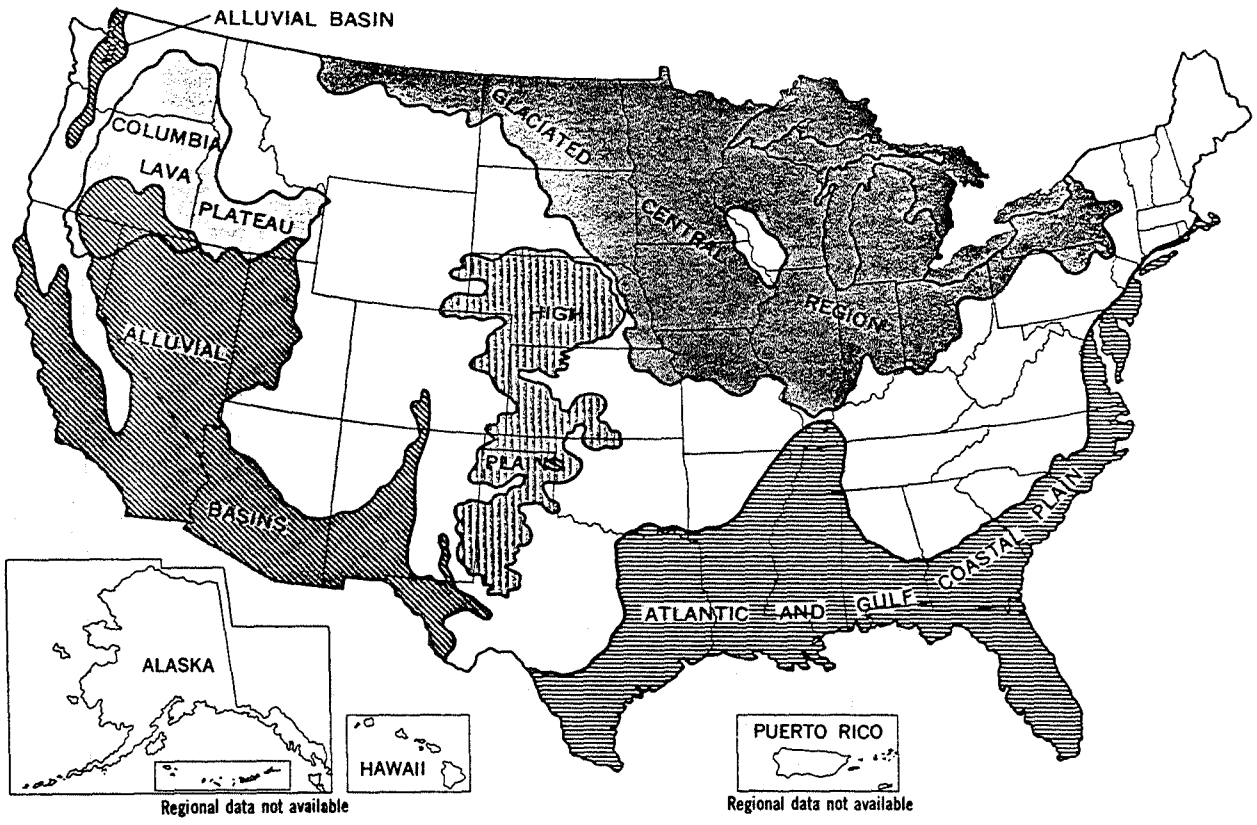 ALLUVIAL BASIN
GLACIATED
COLUMBIA
LAVA
PLATEAU
CENTRAL
HIGH
REGION
ALLUVIAL
PLAINS
BASINS
COASTAL PLAIN
ATLANTIC AND GULF
ALASKA
PUERTO RICO
HAWAII
Regional data not available
Regional data not available